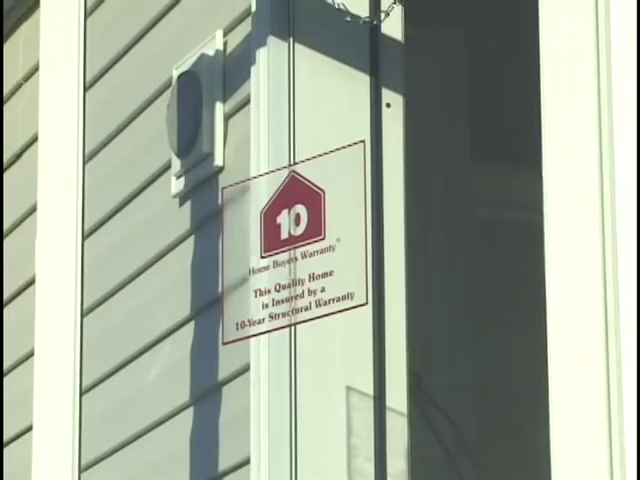 10
Home Buyers Warranty®
This Quality Home
is Insured by a
10-Year Structural Warranty